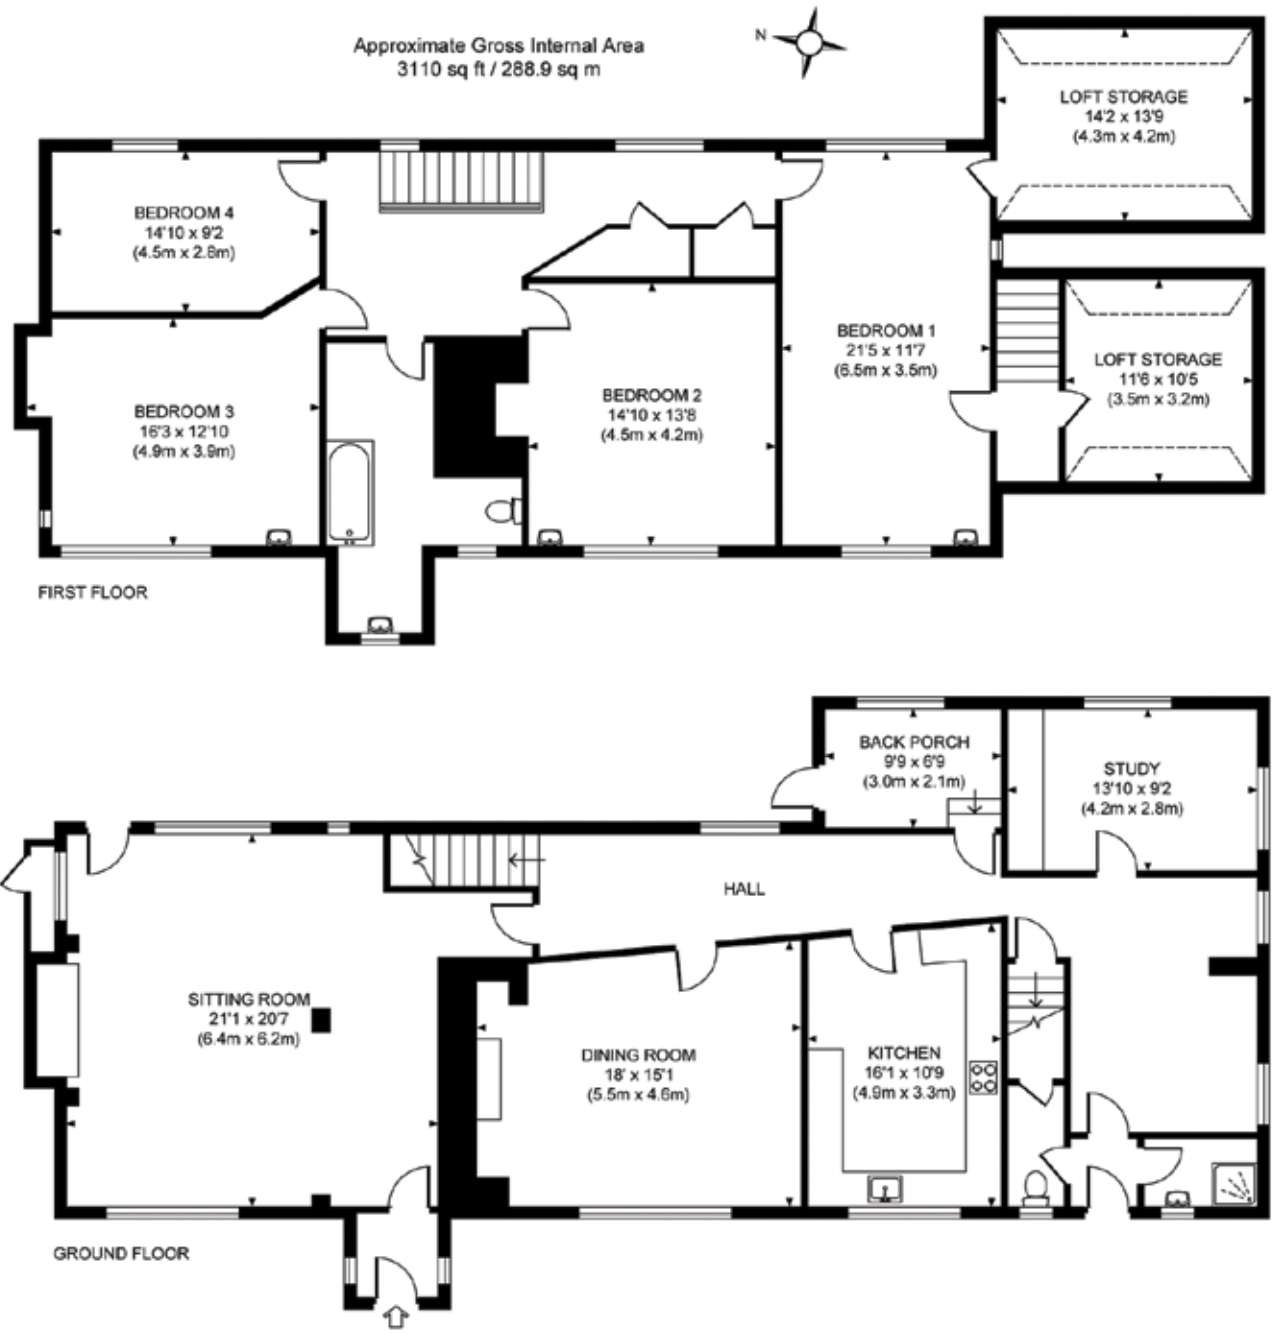 Approximate Gross Internal Area
3110 sq ft / 288.9 sq m
N
LOFT STORAGE
14'2 x 13'9
(4.3m x 4.2m)
BEDROOM 4
14'10 x 9'2
(4.5m x 2.8m)
BEDROOM 1
21'5 x 11'7
(6.5m x 3.5m)
LOFT STORAGE
11'6 x 10'5
(3.5m x 3.2m)
BEDROOM 3
16'3 x 12'10
(4.9m x 3.9m)
BEDROOM 2
14'10 x 13'8
(4.5m x 4.2m)
FIRST FLOOR
BACK PORCH
9'9 x 6'9
(3.0m x 2.1m)
STUDY
13'10 x 9'2
(4.2m x 2.8m)
HALL
SITTING ROOM
21'1 x 20'7
(6.4m x 6.2m)
DINING ROOM
18' x 15'1
(5.5m x 4.6m)
KITCHEN
16'1 x 10'9
(4.9m x 3.3m)
GROUND FLOOR